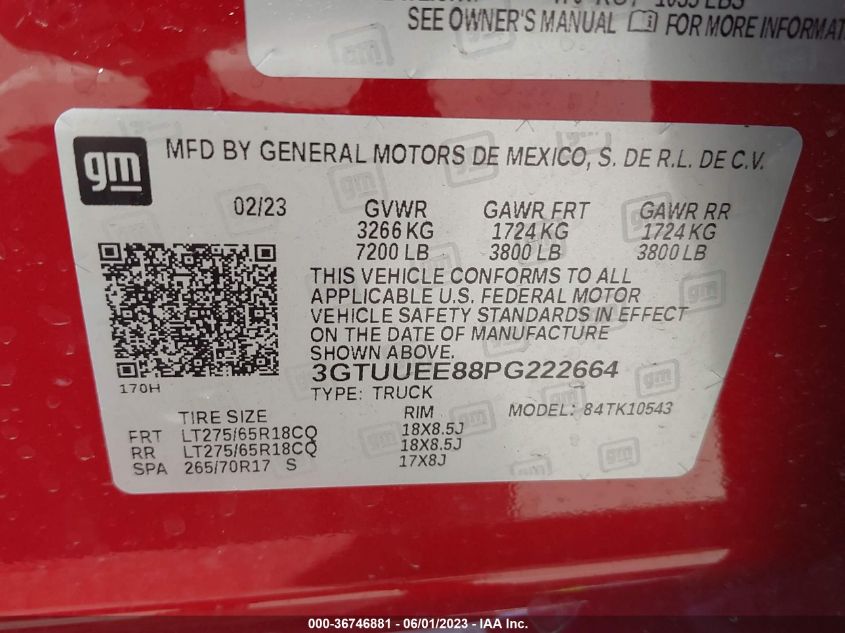 1055 LBS
SEE OWNER'S MANUAL FOR MORE INFORMAT
gm
MFD BY GENERAL MOTORS DE MEXICO, S. DE R.L. DE C.V.
02/23 GVWR GAWR FRT GAWR RR
3266 KG 1724 KG 1724 KG
7200 LB 3800 LB 3800 LB
THIS VEHICLE CONFORMS TO ALL
APPLICABLE U.S. FEDERAL MOTOR
VEHICLE SAFETY STANDARDS IN EFFECT
ON THE DATE OF MANUFACTURE
SHOWN ABOVE.
3GTUUEE88PG222664
170H
TYPE: TRUCK
TIRE SIZE RIM MODEL: 84TK10543
FRT LT275/65R18CQ 18X8.5J
RR LT275/65R18CQ 18X8.5J
SPA 265/70R17 S 17X8J
000-36746881 - 06/01/2023 - IAA Inc.